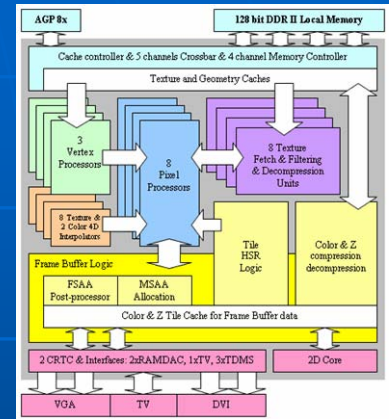 AGP 8x
128 bit DDR II Local Memory
Cache controller & 5 channels Crossbar & 4 channel Memory Controller
Texture and Geometry Caches
3
Vertex
Processors
8
Pixel
Processors
8 Texture
Fetch & Filtering
& Decompression
Units
8 Texture &
2 Color 4D
Interpolators
Tile
HSR
Logic
Color & Z
compression
decompression
Frame Buffer Logic
FSAA
Post-processor
MSAA
Allocation
Color & Z Tile Cache for Frame Buffer data
2 CRTC & Interfaces: 2xRAMDAC, 1xTV, 3xTDMS
2D Core
VGA
TV
DVI